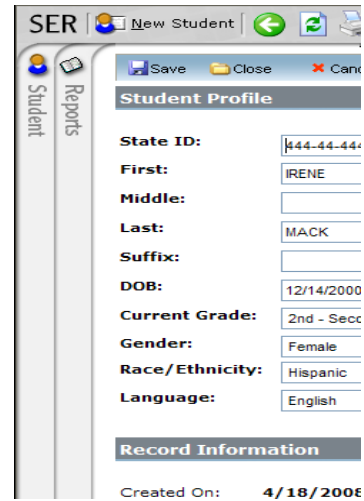 SER New Student
Student
Reports
Save Close
Student Profile
State ID: 444-44-444
First: IRENE
Middle:
Last: MACK
Suffix:
DOB: 12/14/2000
Current Grade: 2nd - Seco
Gender: Female
Race/Ethnicity: Hispanic
Language: English
Record Information
Created On: 4/18/2008